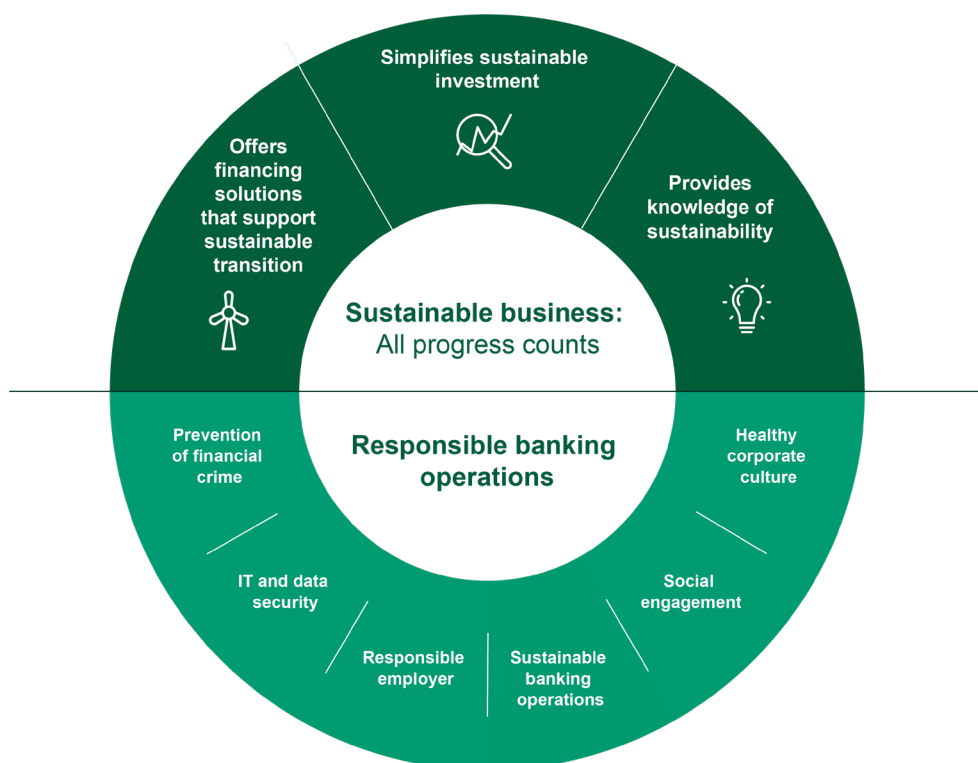 Simplifies sustainable
investment
Offers
financing
solutions
that support
sustainable
transition
Provides
knowledge of
sustainability
Sustainable business:
All progress counts
Responsible banking
operations
Prevention
of financial
crime
IT and data
security
Responsible
employer
Sustainable
banking
operations
Social
engagement
Healthy
corporate
culture